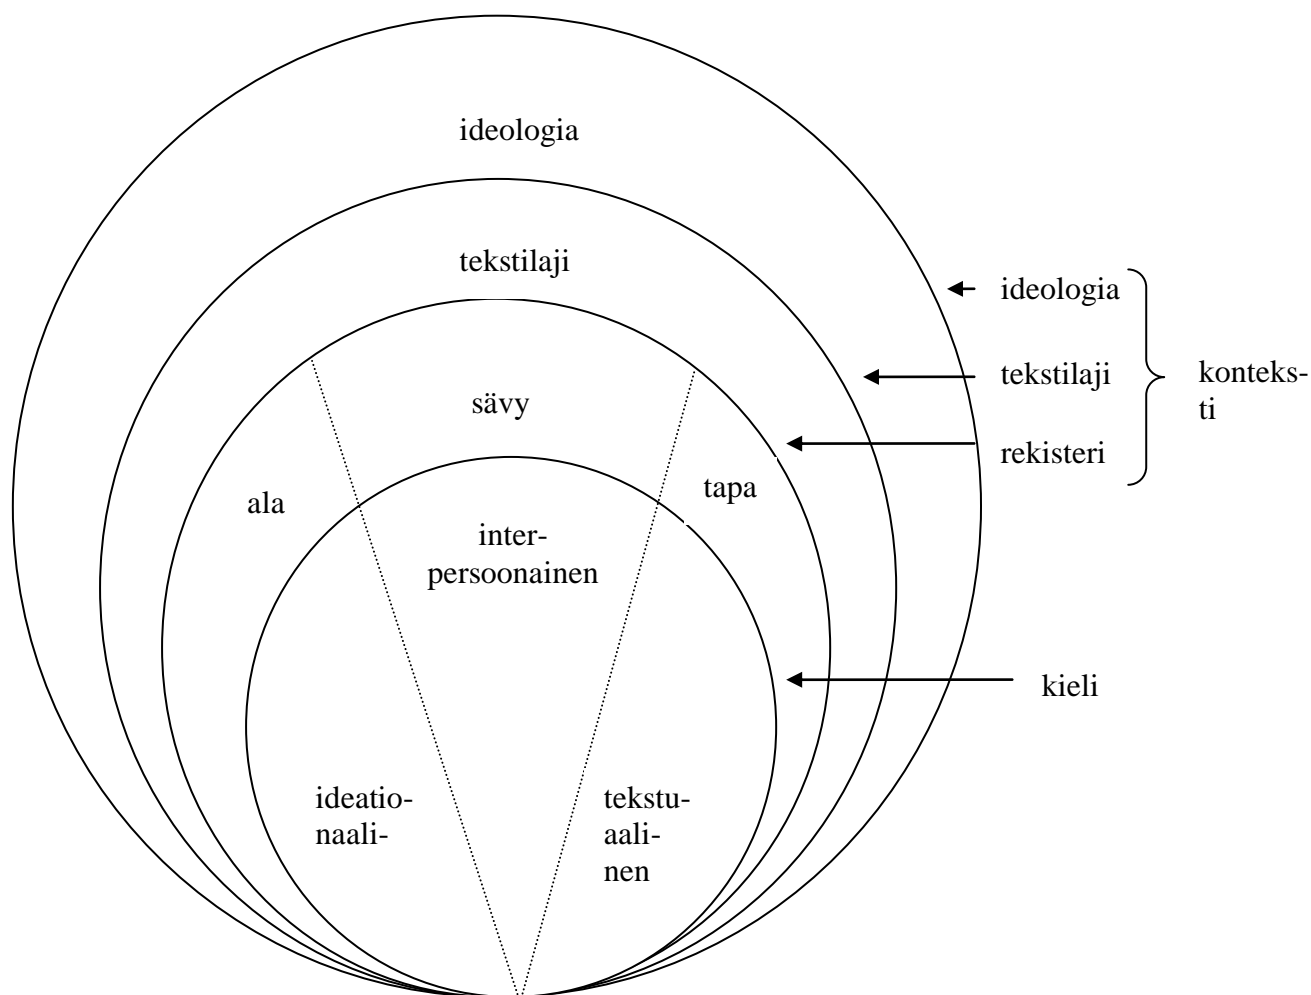 ideologia
tekstilaji
sävy
ala
tapa
inter-
persoonainen
ideatio-
naali-
tekstu-
aali-
nen
ideologia
tekstilaji
rekisteri
konteks-
ti
kieli